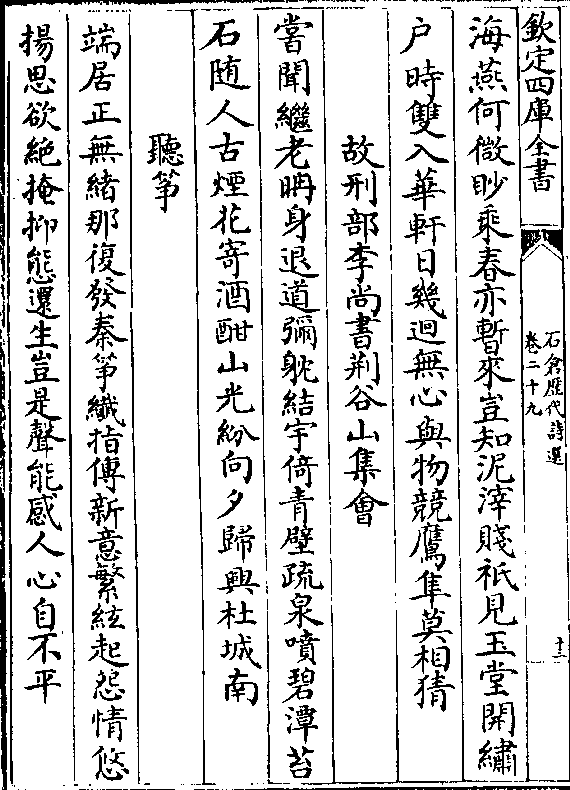 欽定四庫全書
石倉歷代詩選
卷二十九
十二
海燕何微眇乘春亦暫來豈知泥滓賤祇見玉堂開繡
户時雙入華軒日幾迴無心與物競鷹隼莫相猜
故刑部李尚書荆谷山集會
嘗聞繼老聃身退道彌躭結宇倚青壁疏泉噴碧潭苔
石随人古煙花寄酒酣山光紛向夕歸興杜城南
聽筝
端居正無緒那復發秦筝纎指傳新意繁絃起怨情悠
揚思欲絶掩抑態還生豈是聲能感人心自不平